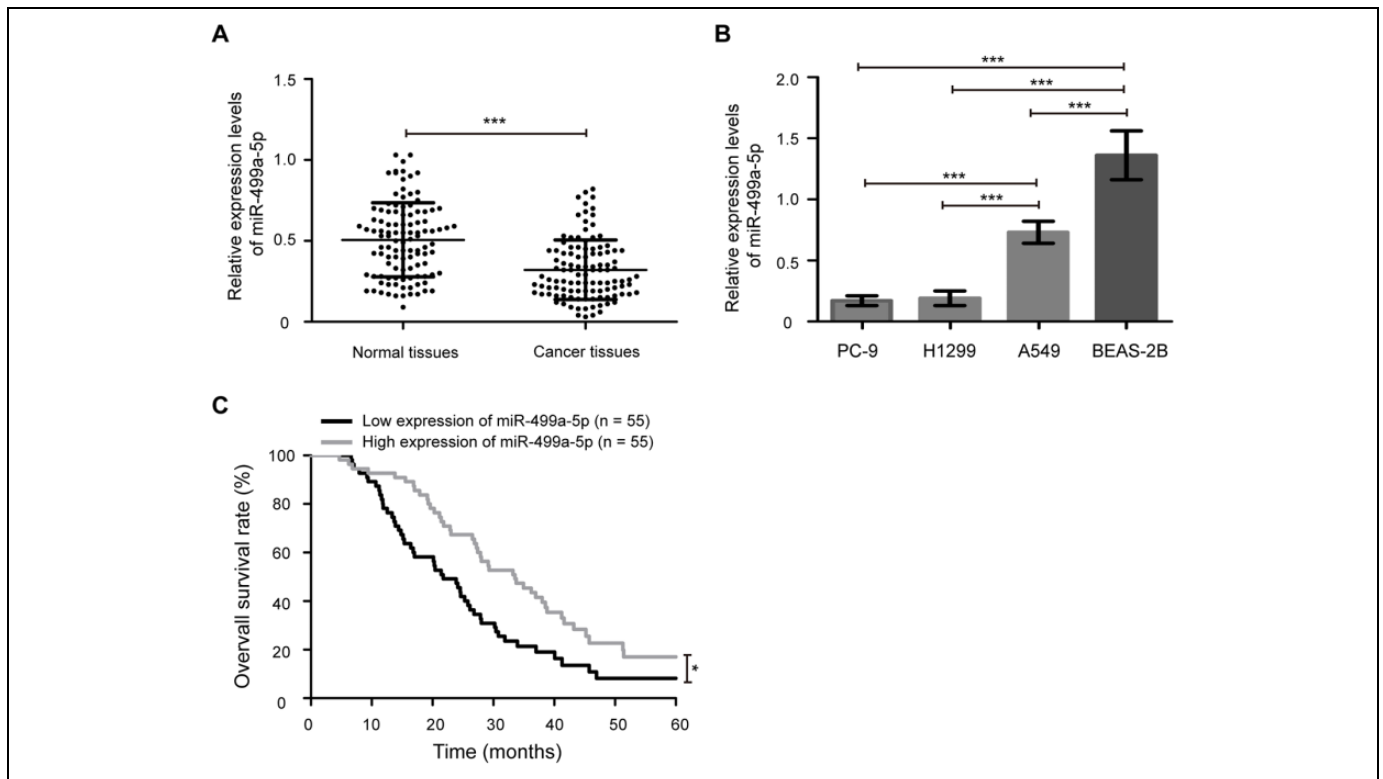 A
Relative expression levels
of miR-499a-5p
1.5
1.0
0.5
0
***
Normal tissues
Cancer tissues
B
Relative expression levels
of miR-499a-5p
2.0
1.5
1.0
0.5
0
***
***
***
***
***
PC-9
H1299
A549
BEAS-2B
C
Low expression of miR-499a-5p (n = 55)
High expression of miR-499a-5p (n = 55)
Overvall survival rate (%)
100
80
60
40
20
0
*
0
10
20
30
40
50
60
Time (months)